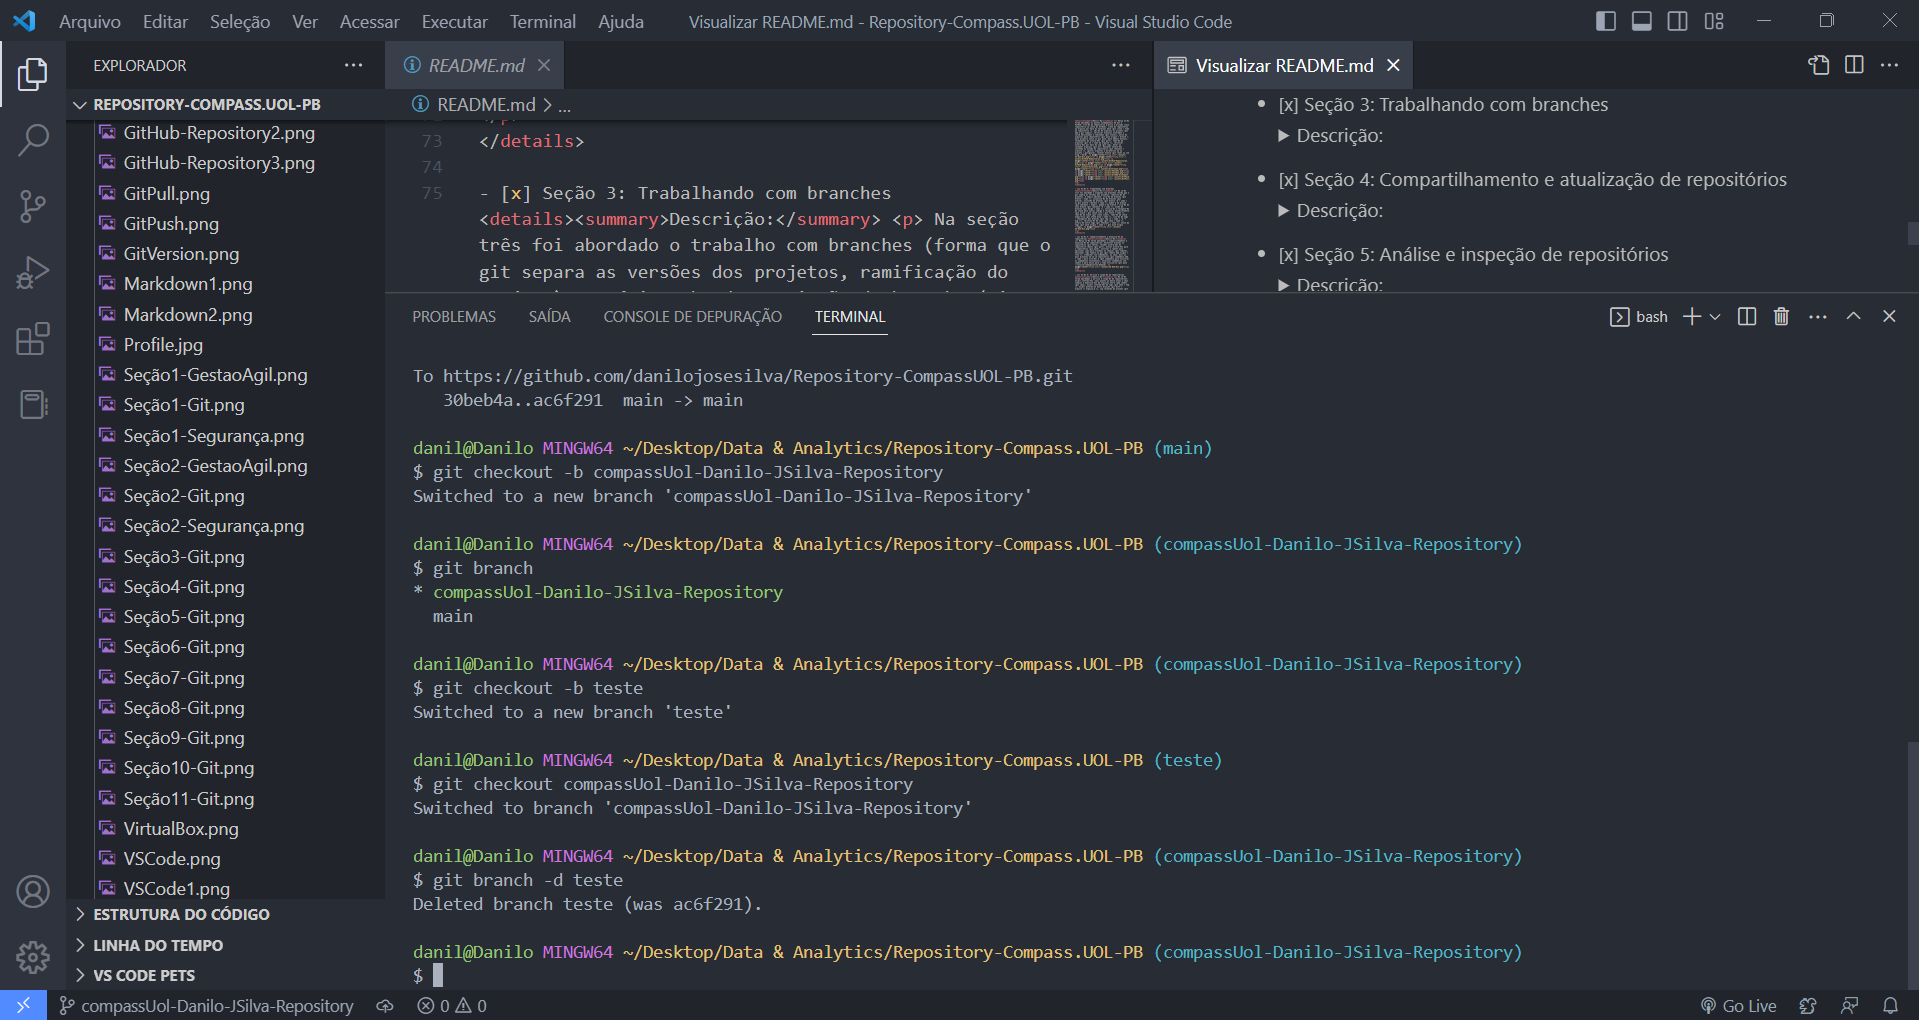 Arquivo Editar Seleção Ver Acessar Executar Terminal Ajuda
Visualizar README.md - Repository-Compass.UOL-PB - Visual Studio Code
EXPLORADOR
REPOSITORY-COMPASS.UOL-PB
GitHub-Repository2.png
GitHub-Repository3.png
GitPull.png
GitPush.png
GitVersion.png
Markdown1.png
Markdown2.png
Profile.jpg
Seção1-GestaoAgil.png
Seção1-Git.png
Seção1-Segurança.png
Seção2-GestaoAgil.png
Seção2-Git.png
Seção2-Segurança.png
Seção3-Git.png
Seção4-Git.png
Seção5-Git.png
Seção6-Git.png
Seção7-Git.png
Seção8-Git.png
Seção9-Git.png
Seção10-Git.png
Seção11-Git.png
VirtualBox.png
VSCode.png
VSCode1.png
ESTRUTURA DO CÓDIGO
LINHA DO TEMPO
VS CODE PETS
README.md
README.md > ...
73 </details>
74
75 - [x] Seção 3: Trabalhando com branches
<details><summary>Descrição:</summary> <p> Na seção
três foi abordado o trabalho com branches (forma que o
git separa as versões dos projetos, ramificação do
Visualizar README.md
• [x] Seção 3: Trabalhando com branches
▶ Descrição:
• [x] Seção 4: Compartilhamento e atualização de repositórios
▶ Descrição:
• [x] Seção 5: Análise e inspeção de repositórios
▶ Descrição:
PROBLEMAS SAÍDA CONSOLE DE DEPURAÇÃO TERMINAL
bash
To https://github.com/danilojosesilva/Repository-CompassUOL-PB.git
30beb4a..ac6f291 main -> main
danil@Danilo MINGW64 ~/Desktop/Data & Analytics/Repository-Compass.UOL-PB (main)
$ git checkout -b compassUol-Danilo-JSilva-Repository
Switched to a new branch 'compassUol-Danilo-JSilva-Repository'
danil@Danilo MINGW64 ~/Desktop/Data & Analytics/Repository-Compass.UOL-PB (compassUol-Danilo-JSilva-Repository)
$ git branch
* compassUol-Danilo-JSilva-Repository
main
danil@Danilo MINGW64 ~/Desktop/Data & Analytics/Repository-Compass.UOL-PB (compassUol-Danilo-JSilva-Repository)
$ git checkout -b teste
Switched to a new branch 'teste'
danil@Danilo MINGW64 ~/Desktop/Data & Analytics/Repository-Compass.UOL-PB (teste)
$ git checkout compassUol-Danilo-JSilva-Repository
Switched to branch 'compassUol-Danilo-JSilva-Repository'
danil@Danilo MINGW64 ~/Desktop/Data & Analytics/Repository-Compass.UOL-PB (compassUol-Danilo-JSilva-Repository)
$ git branch -d teste
Deleted branch teste (was ac6f291).
danil@Danilo MINGW64 ~/Desktop/Data & Analytics/Repository-Compass.UOL-PB (compassUol-Danilo-JSilva-Repository)
$
compassUol-Danilo-JSilva-Repository 0 0 Go Live